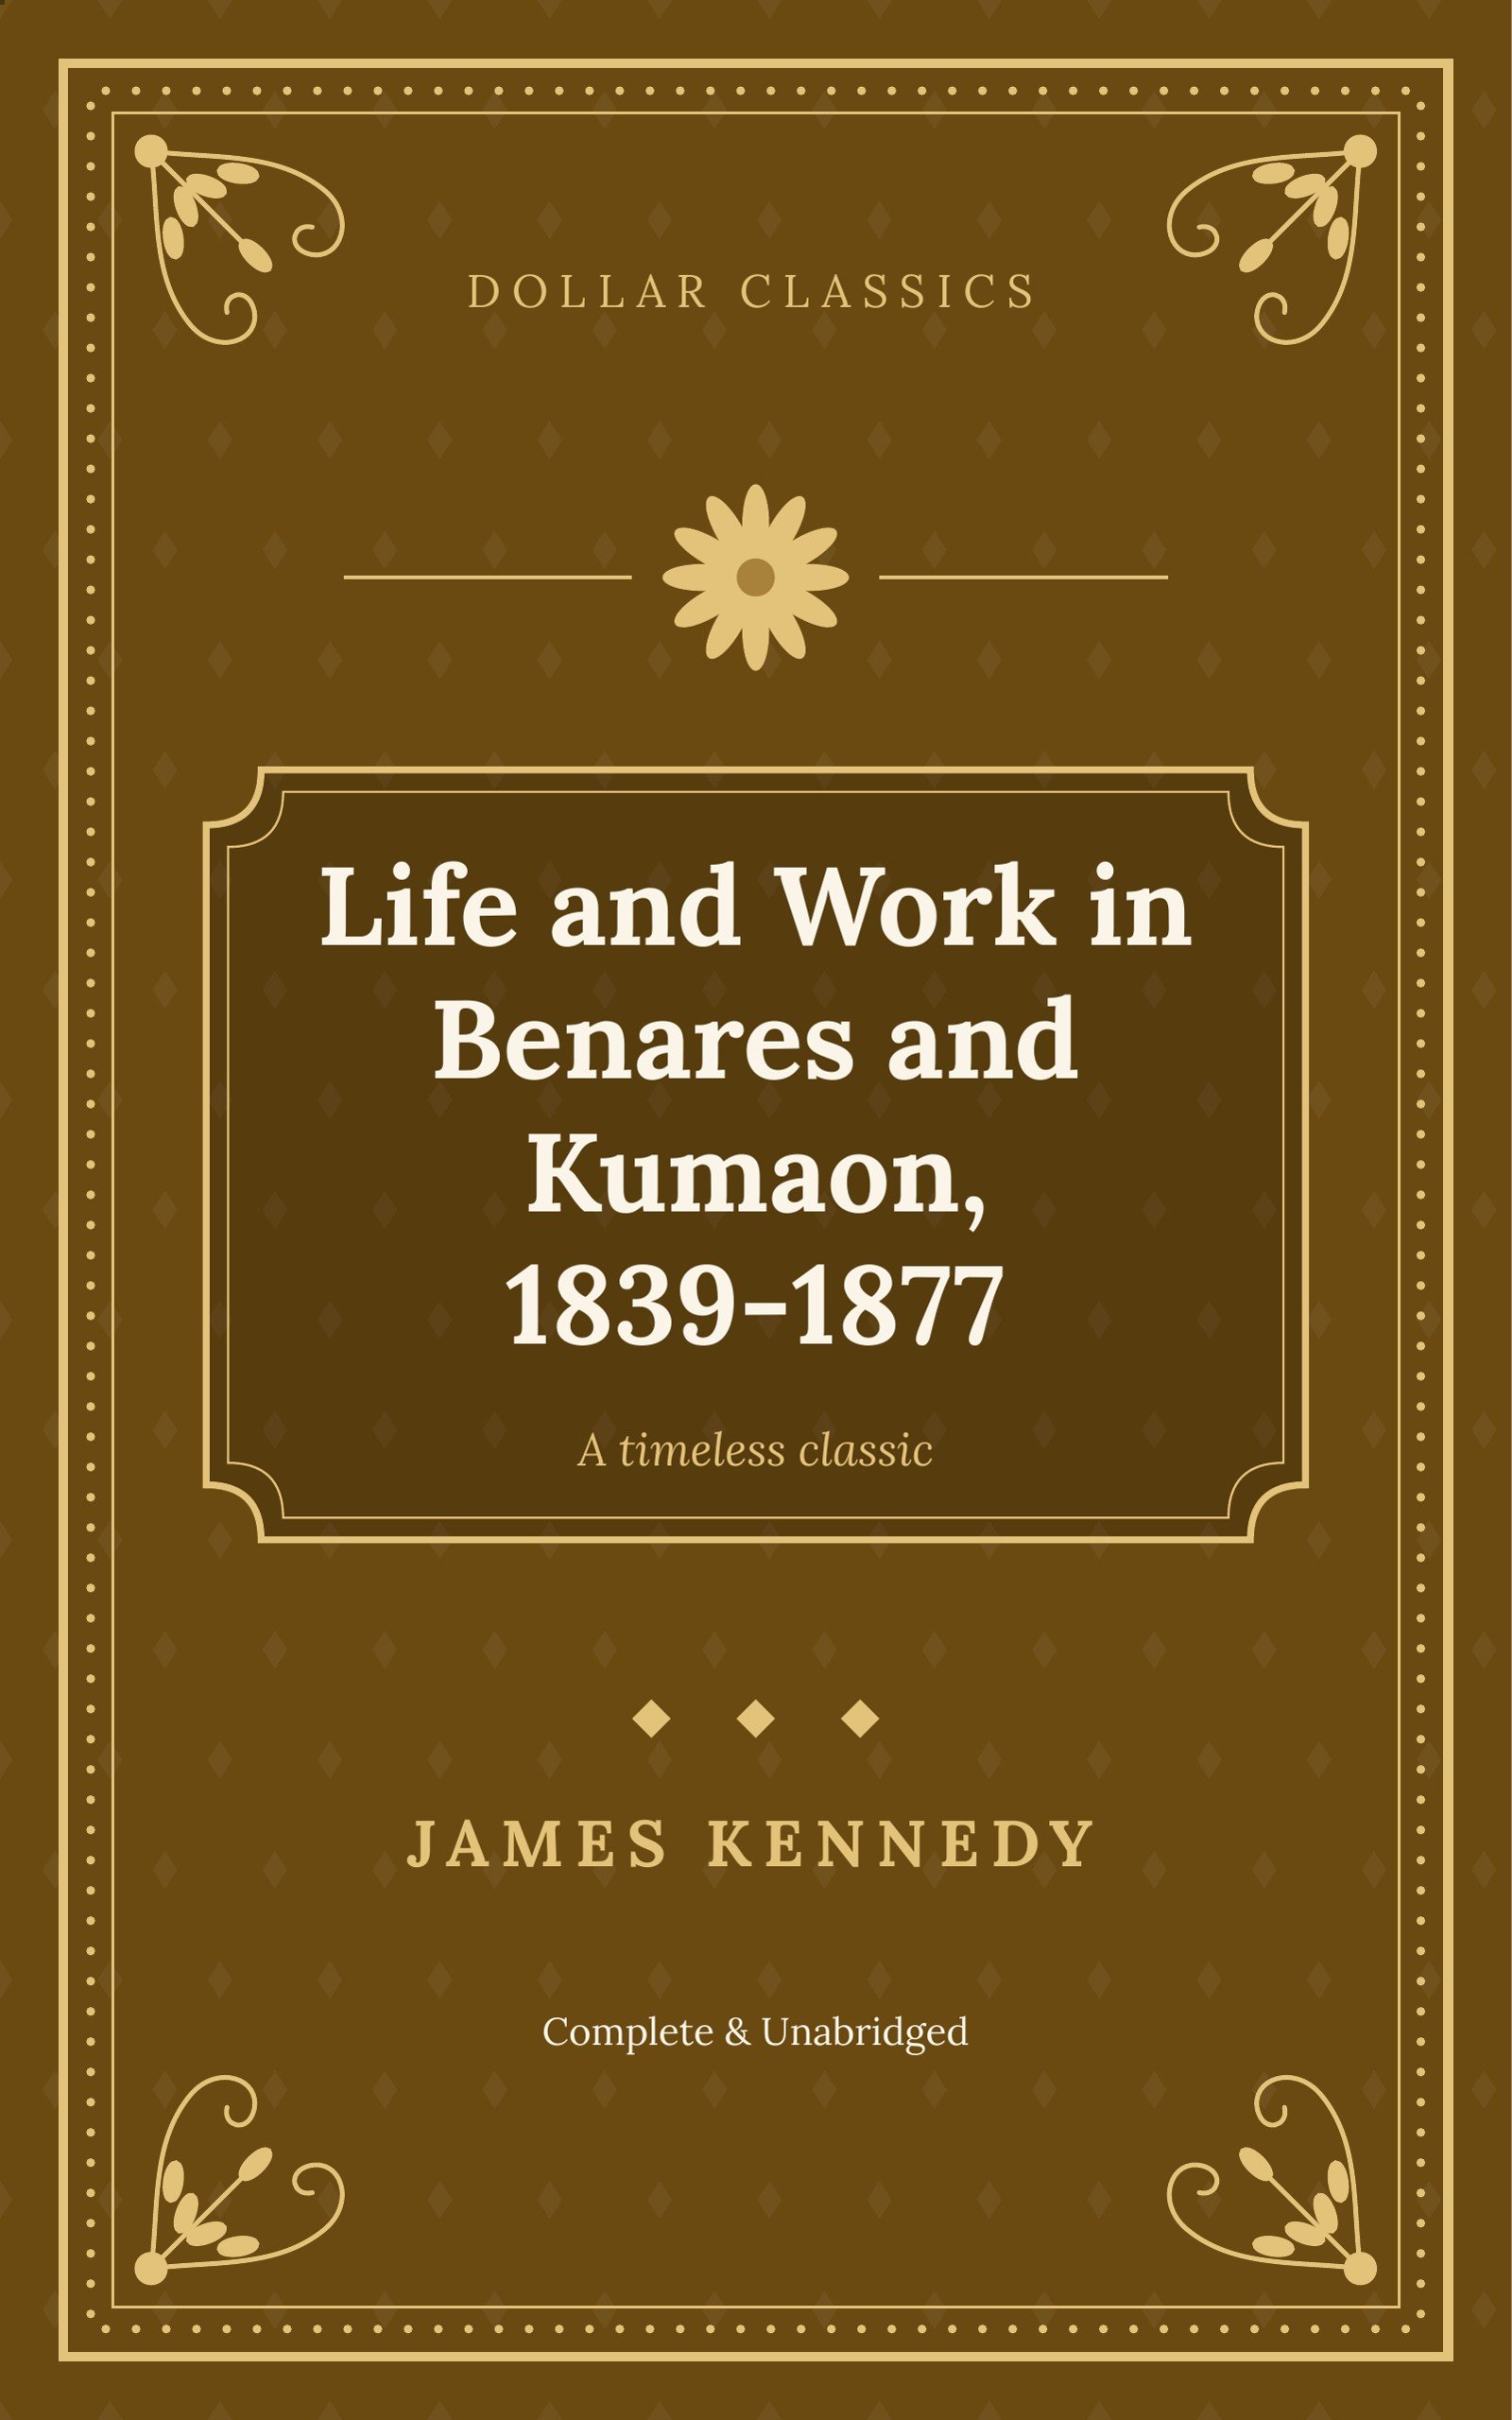 DOLLAR CLASSICS
Life and Work in
Benares and
Kumaon,
1839–1877
A timeless classic
JAMES KENNEDY
Complete & Unabridged